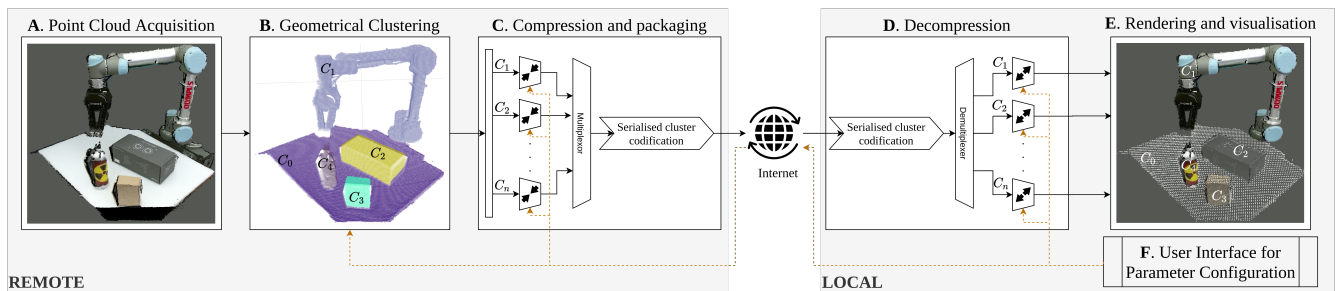 A. Point Cloud Acquisition
B. Geometrical Clustering
C. Compression and packaging
D. Decompression
E. Rendering and visualisation
C1
C0
C2
C4
C3
C1
C2
.
.
.
Cn
Multiplexor
Serialised cluster
codification
Internet
Serialised cluster
codification
Demultiplexer
C1
C2
.
.
.
Cn
C1
C0
C2
C4
C3
F. User Interface for
Parameter Configuration
REMOTE
LOCAL